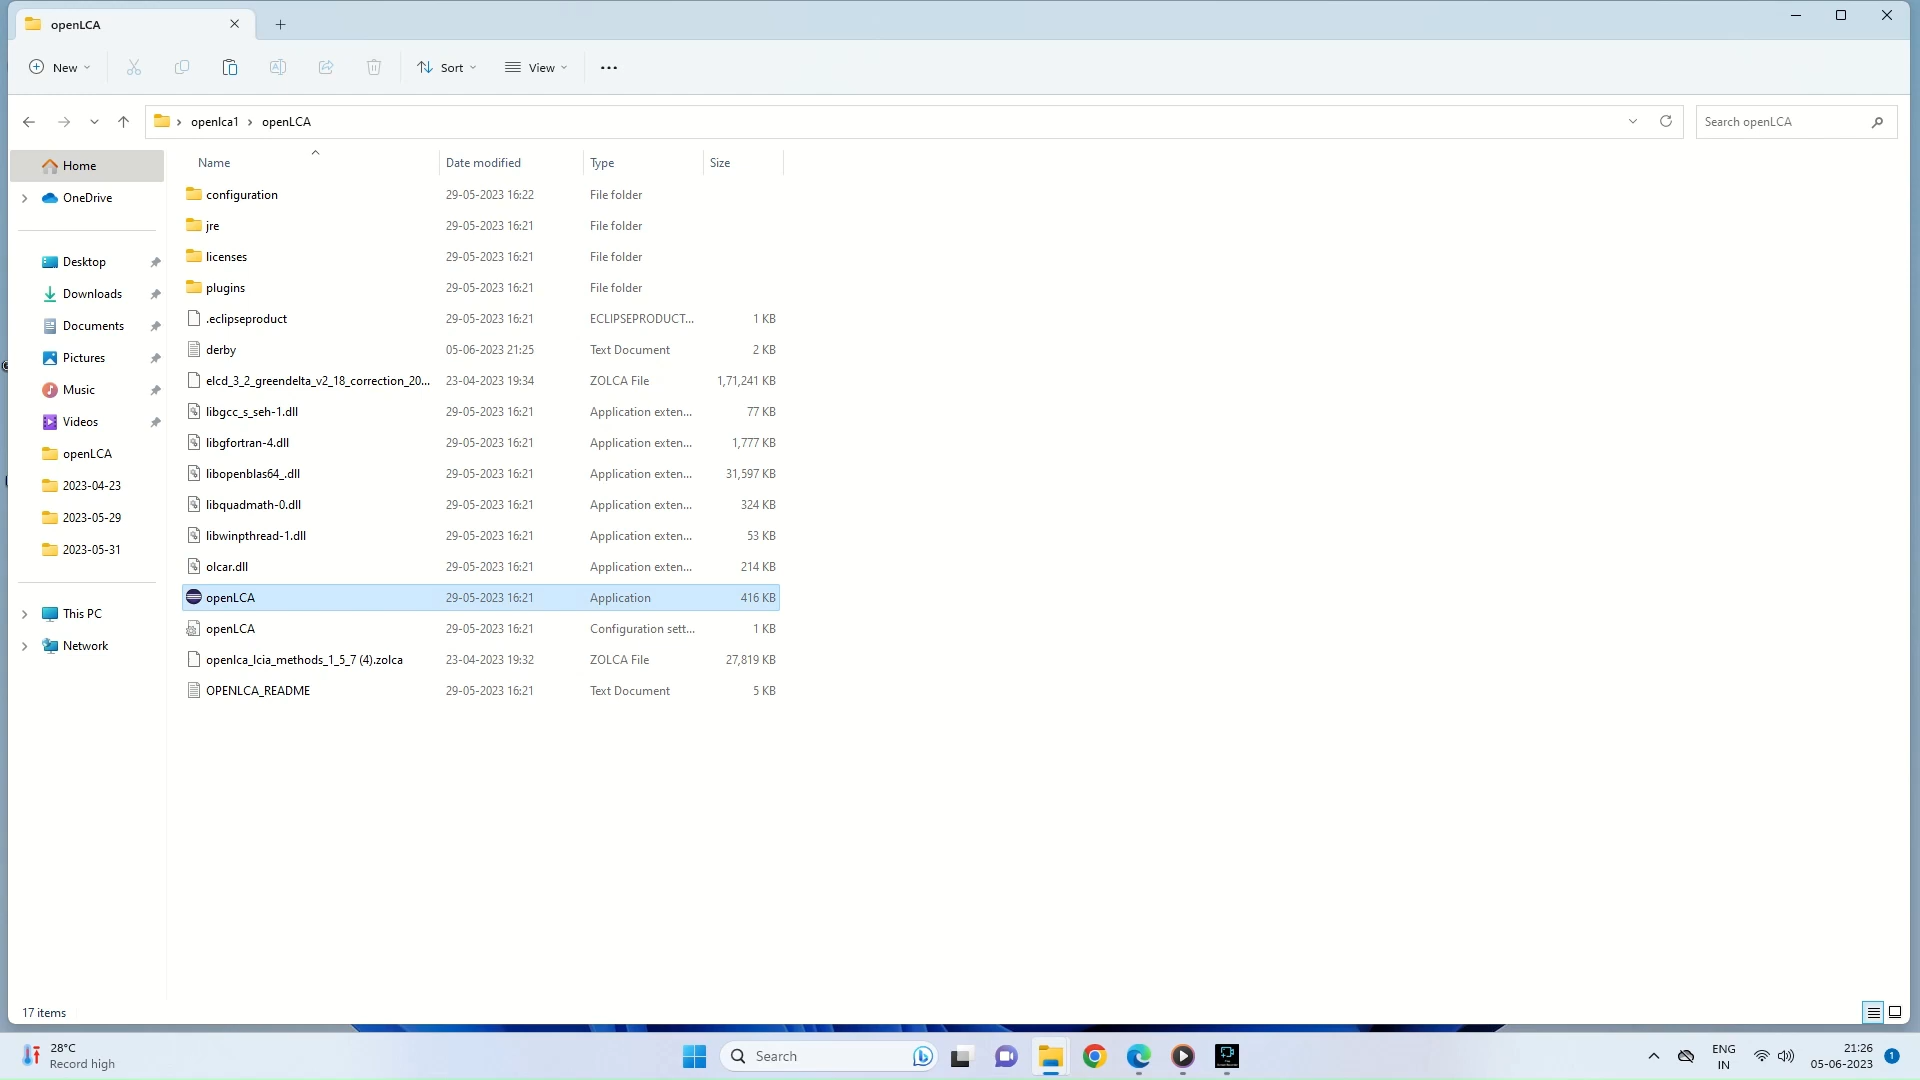 openLCA
New
Sort
View
openlca1
openLCA
Search openLCA
Name
Date modified
Type
Size
Home
OneDrive
Desktop
Downloads
Documents
Pictures
Music
Videos
openLCA
2023-04-23
2023-05-29
2023-05-31
This PC
Network
configuration 29-05-2023 16:22 File folder
jre 29-05-2023 16:21 File folder
licenses 29-05-2023 16:21 File folder
plugins 29-05-2023 16:21 File folder
.eclipseproduct 29-05-2023 16:21 ECLIPSEPRODUCT... 1 KB
derby 05-06-2023 21:25 Text Document 2 KB
elcd_3_2_greendelta_v2_18_correction_20... 23-04-2023 19:34 ZOLCA File 1,71,241 KB
libgcc_s_seh-1.dll 29-05-2023 16:21 Application exten... 77 KB
libgfortran-4.dll 29-05-2023 16:21 Application exten... 1,777 KB
libopenblas64_.dll 29-05-2023 16:21 Application exten... 31,597 KB
libquadmath-0.dll 29-05-2023 16:21 Application exten... 324 KB
libwinpthread-1.dll 29-05-2023 16:21 Application exten... 53 KB
olcar.dll 29-05-2023 16:21 Application exten... 214 KB
openLCA 29-05-2023 16:21 Application 416 KB
openLCA 29-05-2023 16:21 Configuration sett... 1 KB
openlca_lcia_methods_1_5_7 (4).zolca 23-04-2023 19:32 ZOLCA File 27,819 KB
OPENLCA_README 29-05-2023 16:21 Text Document 5 KB
17 items
28°C
Record high
Search
ENG
IN
21:26
05-06-2023
1